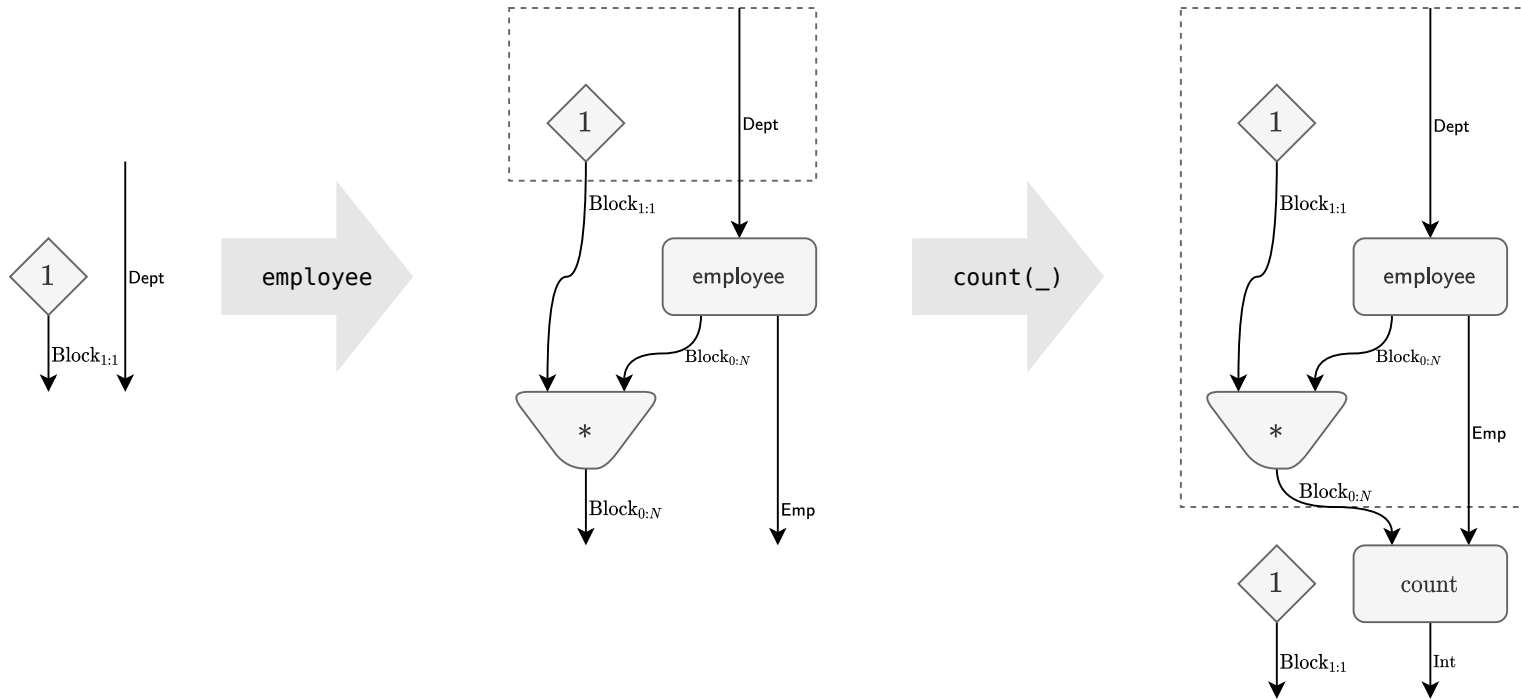 1
Dept
Block1:1
employee
1
Dept
Block1:1
employee
Block0:N
*
Block0:N
Emp
count(_)
1
Dept
Block1:1
employee
Block0:N
*
Emp
Block0:N
1
count
Block1:1
Int